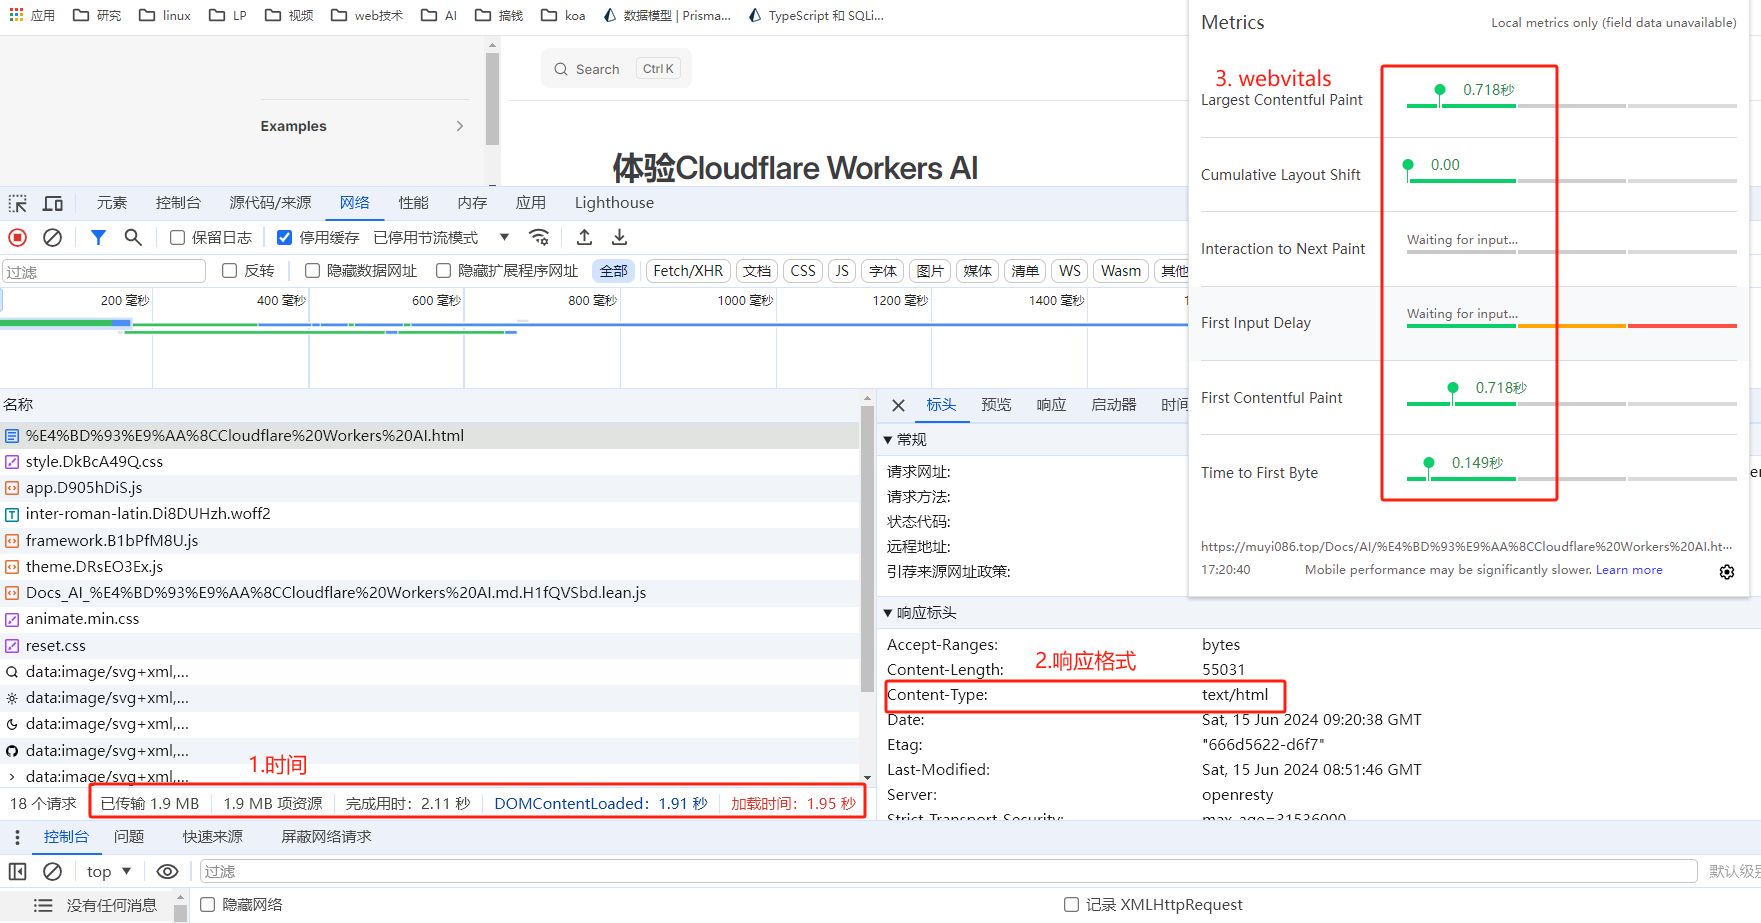 应用 研究 linux LP 视频 web技术 AI 搞钱 koa 数据模型 | Prisma... TypeScript 和 SQLi...
Search Ctrl K
Examples
体验Cloudflare Workers AI
元素 控制台 源代码/来源 网络 性能 内存 应用 Lighthouse
保留日志 停用缓存 已停用节流模式
过滤 反转 隐藏数据网址 隐藏扩展程序网址 全部 Fetch/XHR 文档 CSS JS 字体 图片 媒体 清单 WS Wasm 其他
200 毫秒 400 毫秒 600 毫秒 800 毫秒 1000 毫秒 1200 毫秒 1400 毫秒
名称
%E4%BD%93%E9%AA%8CCloudflare%20Workers%20AI.html
style.DkBcA49Q.css
app.D905hDiS.js
inter-roman-latin.Di8DUHzh.woff2
framework.B1bPfM8U.js
theme.DRsEO3Ex.js
Docs_AI_%E4%BD%93%E9%AA%8CCloudflare%20Workers%20AI.md.H1fQVSbd.lean.js
animate.min.css
reset.css
data:image/svg+xml,...
data:image/svg+xml,...
data:image/svg+xml,...
data:image/svg+xml,...
data:image/svg+xml,...
1.时间
18 个请求 已传输 1.9 MB 1.9 MB 项资源 完成用时：2.11 秒 DOMContentLoaded：1.91 秒 加载时间：1.95 秒
标头 预览 响应 启动器 时间
常规
请求网址:
请求方法:
状态代码:
远程地址:
引荐来源网址政策:
响应标头
Accept-Ranges: bytes
2.响应格式
Content-Length: 55031
Content-Type: text/html
Date: Sat, 15 Jun 2024 09:20:38 GMT
Etag: "666d5622-d6f7"
Last-Modified: Sat, 15 Jun 2024 08:51:46 GMT
Server: openresty
Strict-Transport-Security: max-age=31536000
Metrics Local metrics only (field data unavailable)
3. webvitals
Largest Contentful Paint 0.718秒
Cumulative Layout Shift 0.00
Interaction to Next Paint Waiting for input...
First Input Delay Waiting for input...
First Contentful Paint 0.718秒
Time to First Byte 0.149秒
https://muyi086.top/Docs/AI/%E4%BD%93%E9%AA%8CCloudflare%20Workers%20AI.ht...
17:20:40 Mobile performance may be significantly slower. Learn more
控制台 问题 快速来源 屏蔽网络请求
top 过滤 默认级
没有任何消息 隐藏网络 记录 XMLHttpRequest